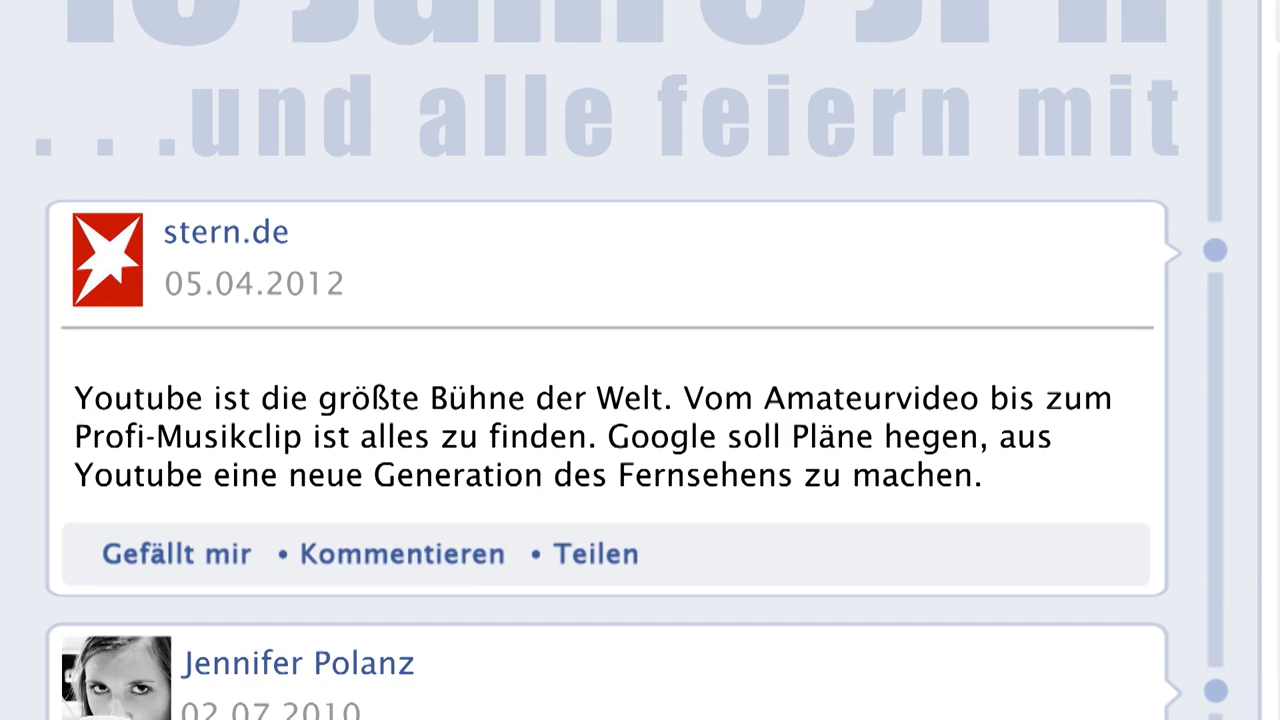 ...und alle feiern mit
stern.de
05.04.2012
Youtube ist die größte Bühne der Welt. Vom Amateurvideo bis zum
Profi-Musikclip ist alles zu finden. Google soll Pläne hegen, aus
Youtube eine neue Generation des Fernsehens zu machen.
Gefällt mir • Kommentieren • Teilen
Jennifer Polanz
02.07.2010